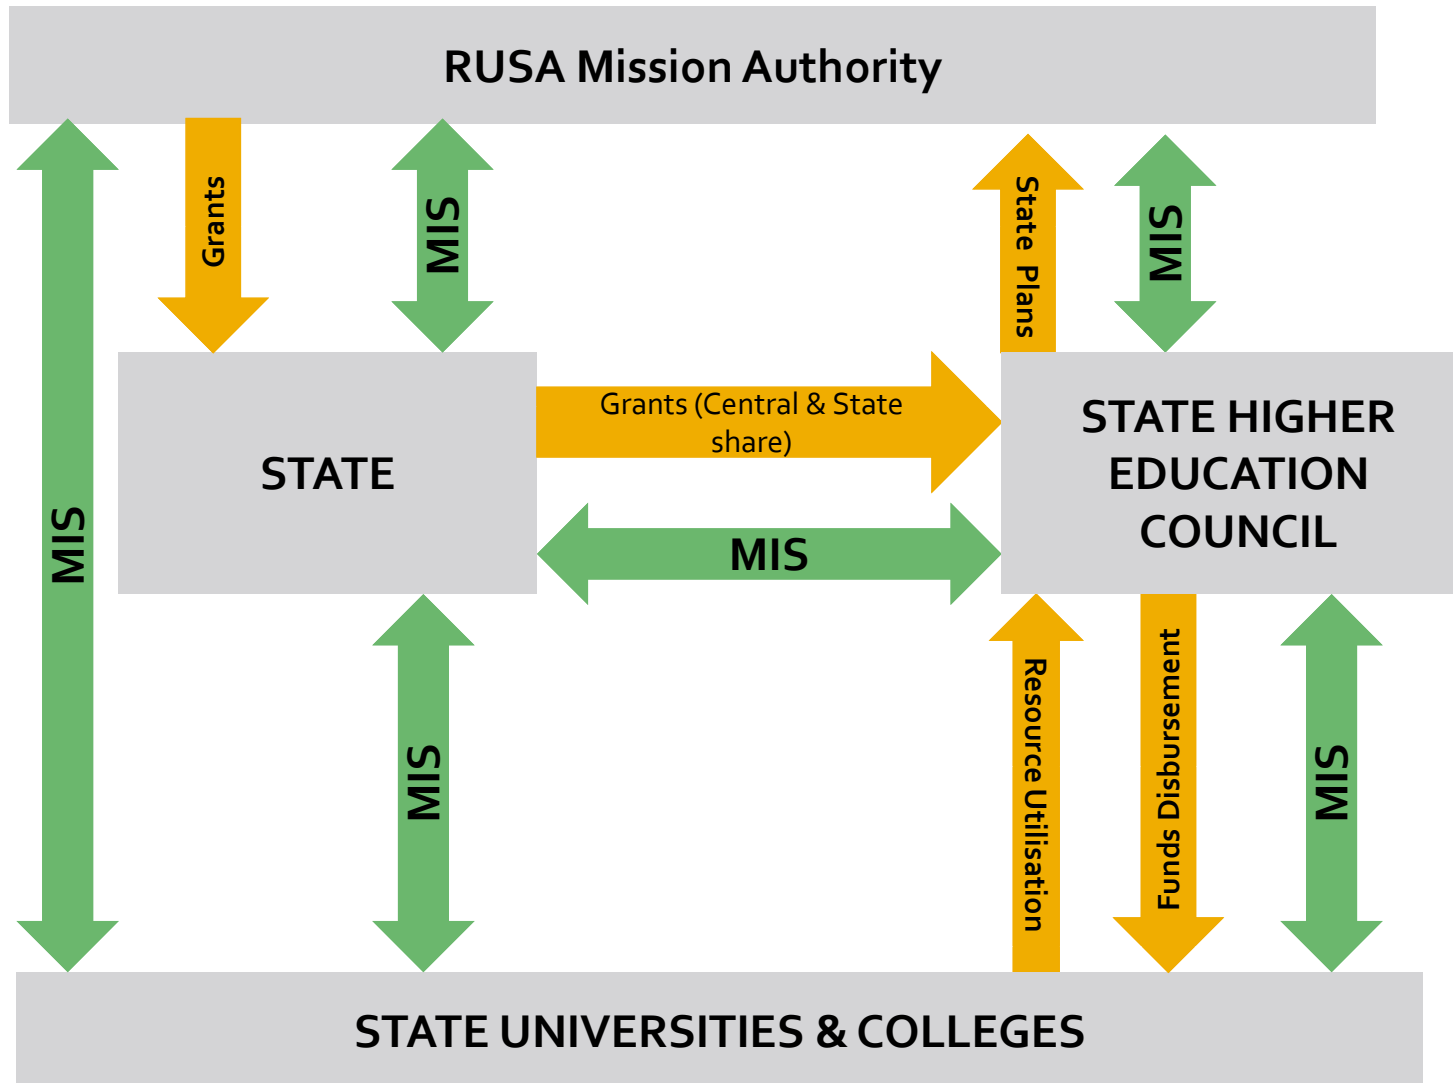 RUSA Mission Authority
Grants
MIS
State Plans
MIS
MIS
STATE
Grants (Central & State
share)
STATE HIGHER
EDUCATION
COUNCIL
MIS
MIS
Resource Utilisation
Funds Disbursement
MIS
STATE UNIVERSITIES & COLLEGES